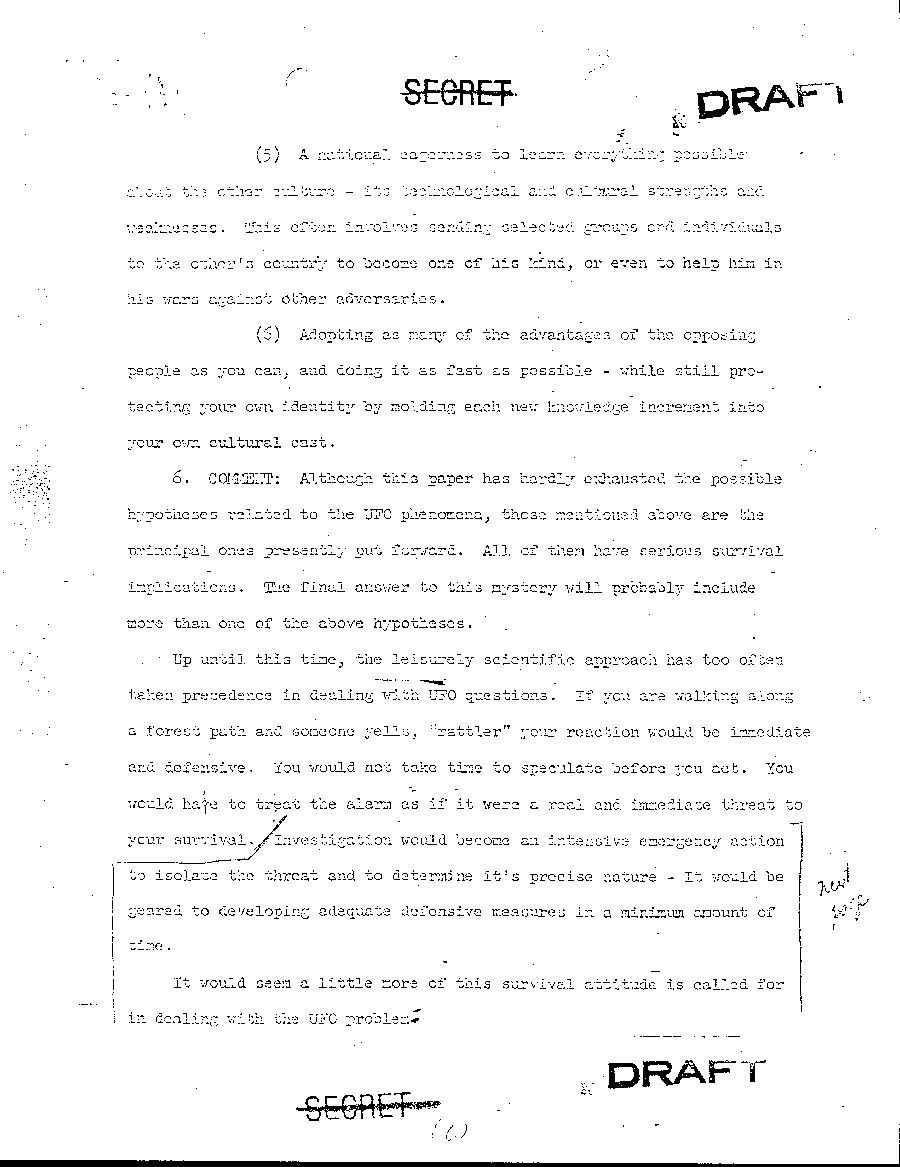 SECRET
DRAFT
(5) A national eagerness to learn everything possible
about the other culture - its technological and cultural strengths and
weaknesses. This often involves sending selected groups and individuals
to the other's country to become one of his kind, or even to help him in
his wars against other adversaries.
(6) Adopting as many of the advantages of the opposing
people as you can, and doing it as fast as possible - while still pro-
tecting your own identity by molding each new knowledge increment into
your own cultural cast.
6. COMMENT: Although this paper has hardly exhausted the possible
hypotheses related to the UFO phenomena, those mentioned above are the
principal ones presently put forward. All of them have serious survival
implications. The final answer to this mystery will probably include
more than one of the above hypotheses.
Up until this time, the leisurely scientific approach has too often
taken precedence in dealing with UFO questions. If you are walking along
a forest path and someone yells, "rattler" your reaction would be immediate
and defensive. You would not take time to speculate before you act. You
would have to treat the alarm as if it were a real and immediate threat to
your survival. Investigation would become an intensive emergency action
to isolate the threat and to determine it's precise nature - It would be
geared to developing adequate defensive measures in a minimum amount of
time.
next
page
It would seem a little more of this survival attitude is called for
in dealing with the UFO problem.
DRAFT
SECRET